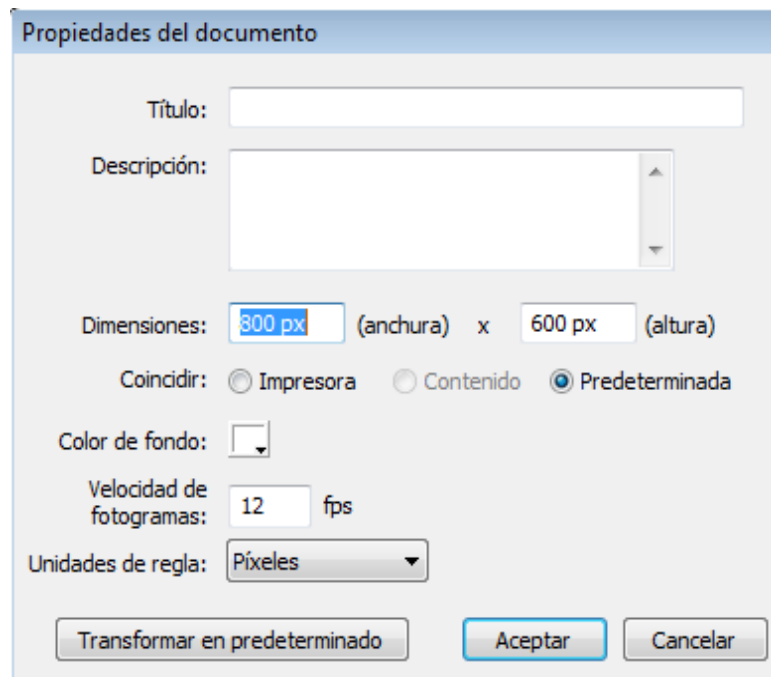 Propiedades del documento
Título:
Descripción:
Dimensiones: 800 px (anchura) x 600 px (altura)
Coincidir: Impresora Contenido Predeterminada
Color de fondo:
Velocidad de
fotogramas: 12 fps
Unidades de regla: Píxeles
Transformar en predeterminado Aceptar Cancelar